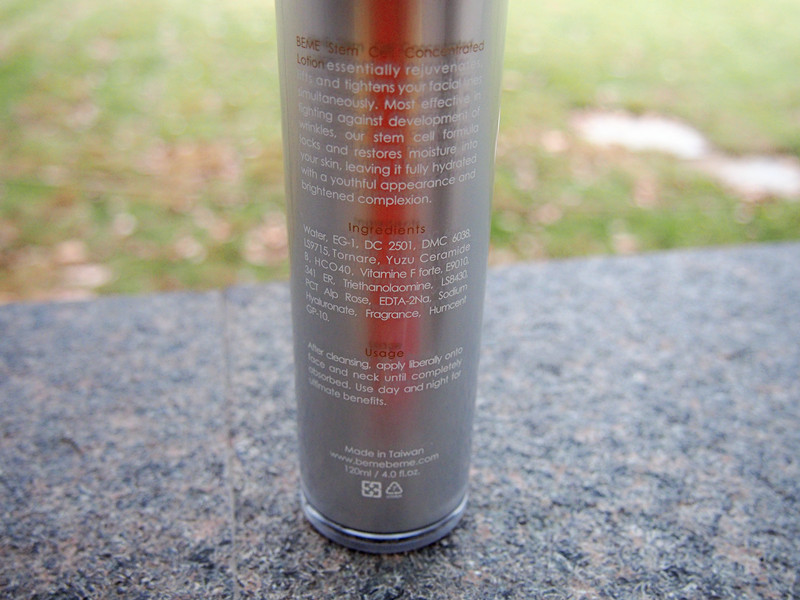 BEME Stem Cell Concentrated
Lotion essentially rejuvenates
lifts and tightens your facial lines
simultaneously. Most effective in
fighting against development of
wrinkles, our stem cell formula
locks and restores moisture into
your skin, leaving it fully hydrated
with a youthful appearance and
brightened complexion.
Ingredients
Water, EG-1, DC 2501, DMC 6038,
LS9715, Tornare, Yuzu Ceramide
B, HCO40, Vitamine F forte, E9010,
341 ER, Triethanolaomine, LS8430,
PCT Alp Rose, EDTA-2Na, Sodium
Hyaluronate, Fragrance, Humcent
GP-10.
Usage
After cleansing, apply liberally onto
face and neck until completely
absorbed. Use day and night for
ultimate benefits.
Made in Taiwan
www.bemebeme.com
120ml / 4.0 fl.oz.